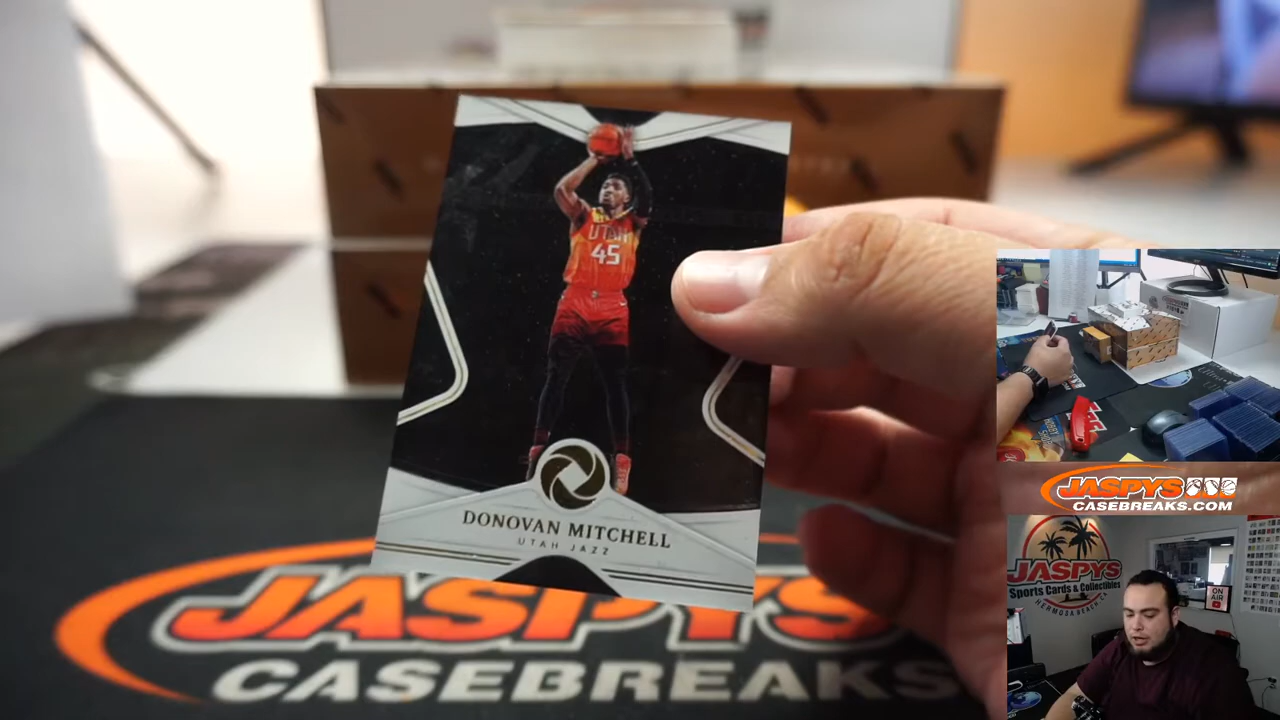 UTAH
45
DONOVAN MITCHELL
UTAH JAZZ
JASPYS
CASEBREAKS
JASPYS
CASEBREAKS.COM
JASPYS
Sports Cards & Collectibles
HERMOSA BEACH, CA
ON
AIR